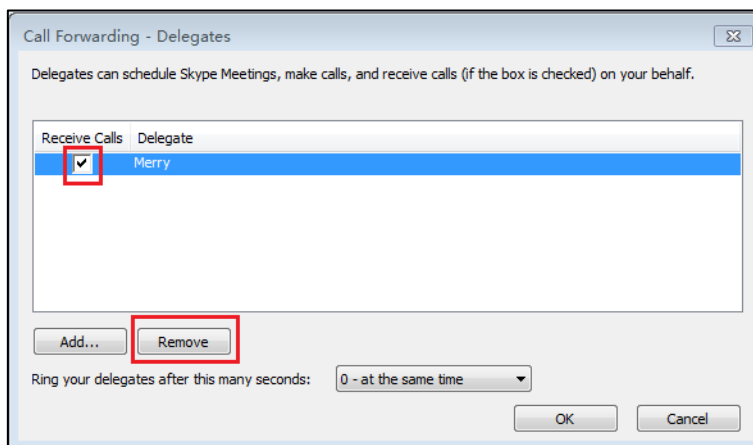 Call Forwarding - Delegates
Delegates can schedule Skype Meetings, make calls, and receive calls (if the box is checked) on your behalf.
Receive Calls Delegate
Merry
Add... Remove
Ring your delegates after this many seconds: 0 - at the same time
OK Cancel